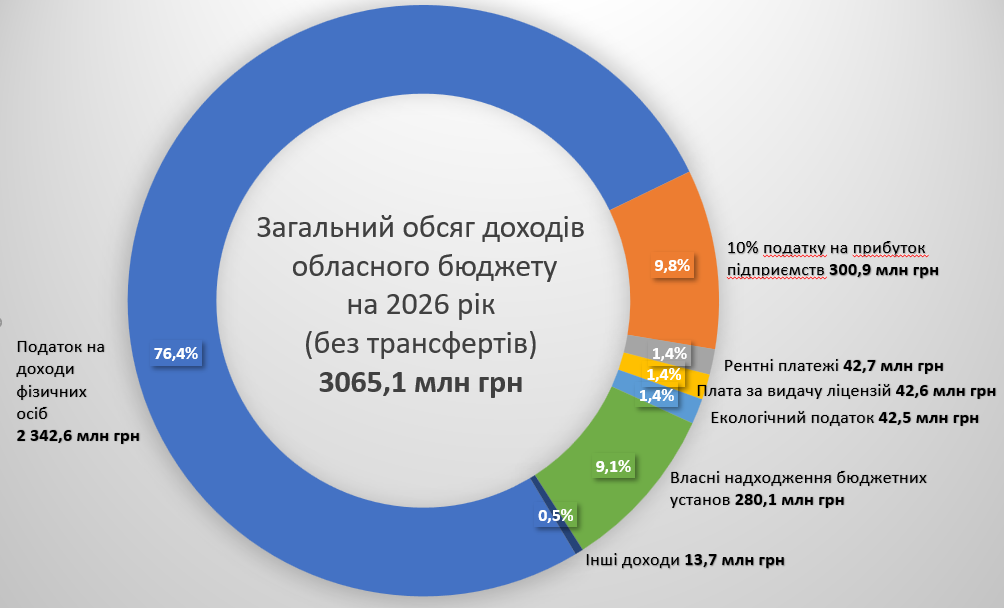 Загальний обсяг доходів
обласного бюджету
на 2026 рік
(без трансфертів)
3065,1 млн грн
76,4%
Податок на
доходи
фізичних
осіб
2 342,6 млн грн
9,8%
10% податку на прибуток
підприємств 300,9 млн грн
1,4%
Рентні платежі 42,7 млн грн
1,4%
Плата за видачу ліцензій 42,6 млн грн
1,4%
Екологічний податок 42,5 млн грн
9,1%
Власні надходження бюджетних
установ 280,1 млн грн
0,5%
Інші доходи 13,7 млн грн